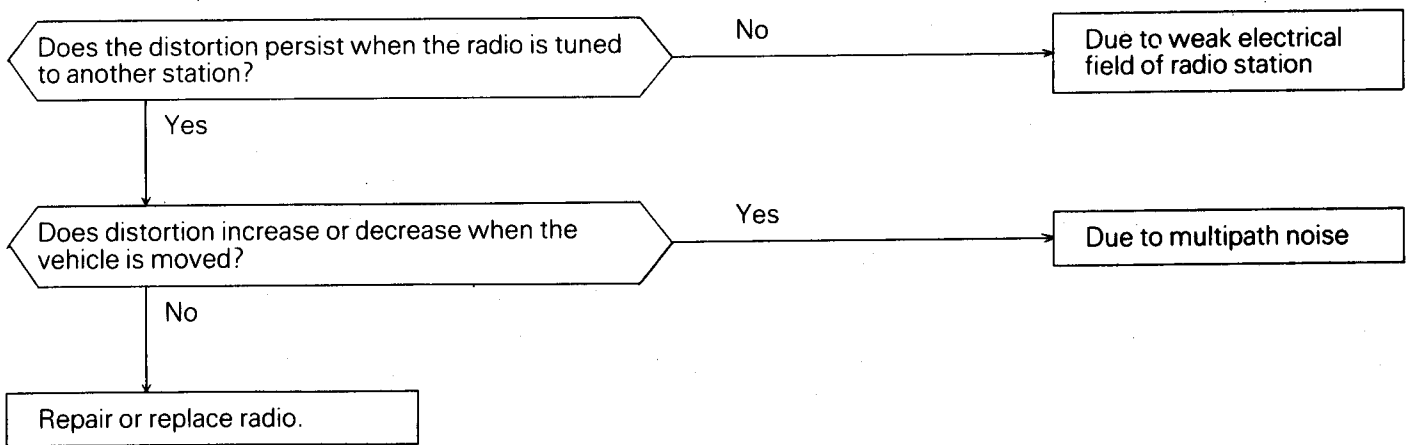 Does the distortion persist when the radio is tuned
to another station?
No
Due to weak electrical
field of radio station
Yes
Does distortion increase or decrease when the
vehicle is moved?
Yes
Due to multipath noise
No
Repair or replace radio.